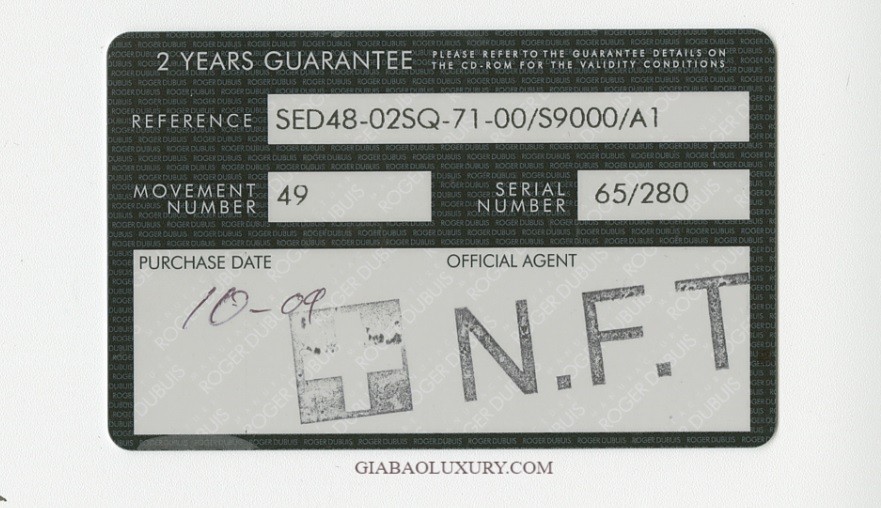 2 YEARS GUARANTEE
PLEASE REFER TO THE GUARANTEE DETAILS ON
THE CD-ROM FOR THE VALIDITY CONDITIONS
REFERENCE SED48-02SQ-71-00/S9000/A1
MOVEMENT NUMBER 49
SERIAL NUMBER 65/280
PURCHASE DATE
10-09
OFFICIAL AGENT
N.F.T
ROGER DUBUIS
GIABAOLUXURY.COM